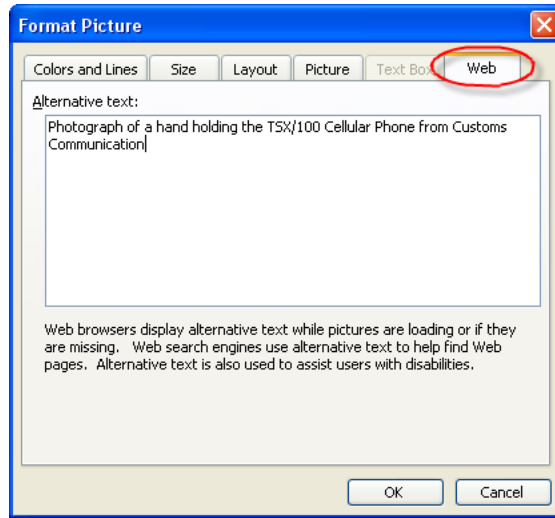 Format Picture
Colors and Lines Size Layout Picture Text Box Web
Alternative text:
Photograph of a hand holding the TSX/100 Cellular Phone from Customs
Communication
Web browsers display alternative text while pictures are loading or if they
are missing. Web search engines use alternative text to help find Web
pages. Alternative text is also used to assist users with disabilities.
OK Cancel